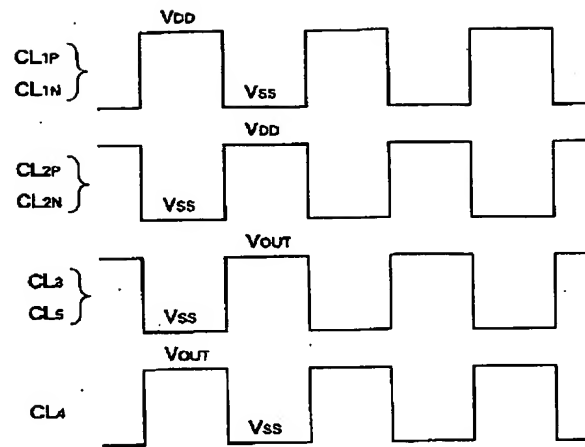 VDD
CL1P
CL1N
VSS
VDD
CL2P
CL2N
VSS
VOUT
CL3
CL5
VSS
VOUT
CL4
VSS